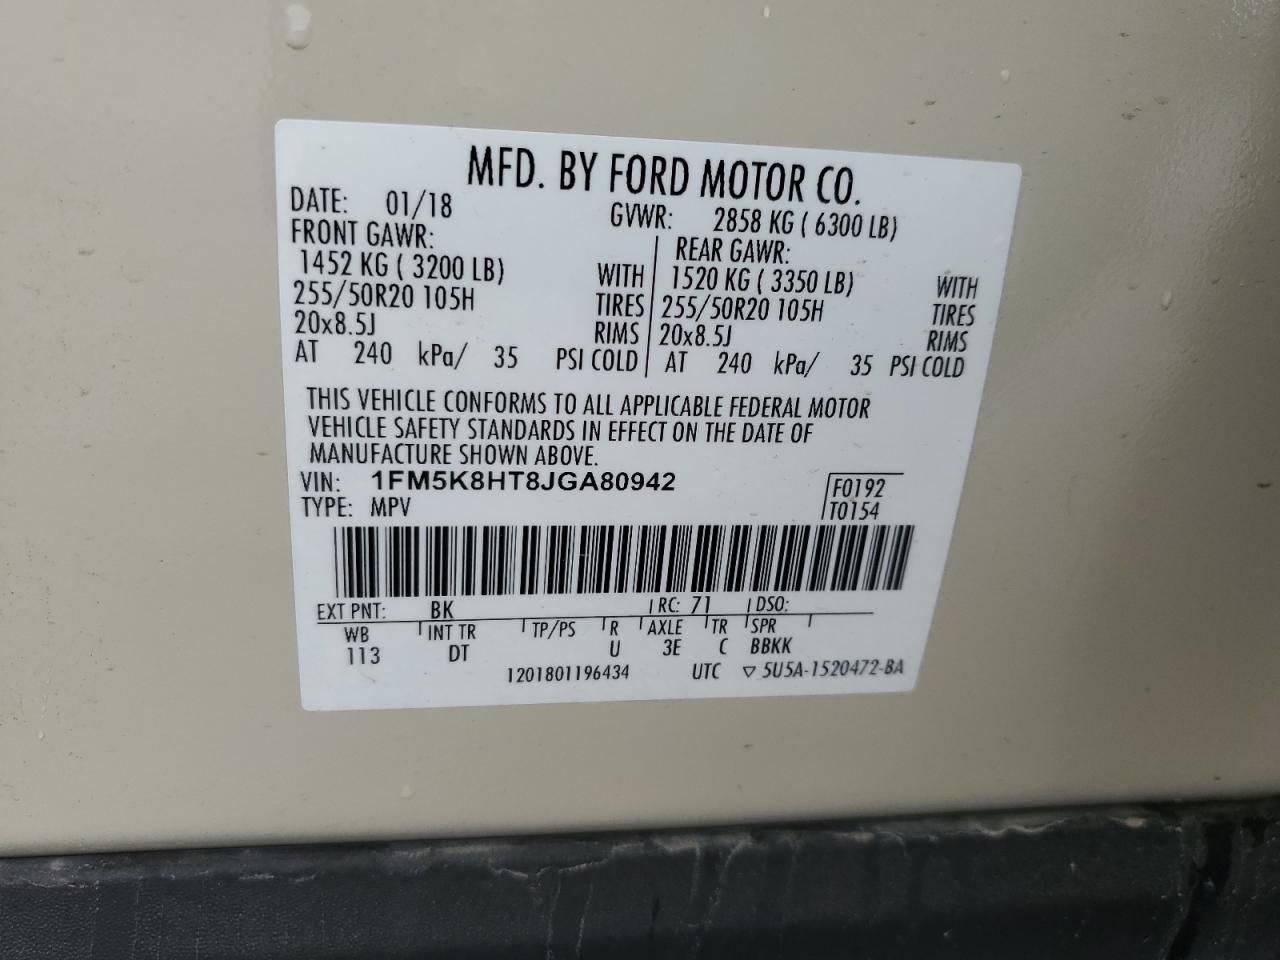 MFD. BY FORD MOTOR CO.
DATE: 01/18 GVWR: 2858 KG ( 6300 LB)
FRONT GAWR: REAR GAWR:
1452 KG ( 3200 LB) WITH 1520 KG ( 3350 LB) WITH
255/50R20 105H TIRES 255/50R20 105H TIRES
20x8.5J RIMS 20x8.5J RIMS
AT 240 kPa/ 35 PSI COLD AT 240 kPa/ 35 PSI COLD
THIS VEHICLE CONFORMS TO ALL APPLICABLE FEDERAL MOTOR
VEHICLE SAFETY STANDARDS IN EFFECT ON THE DATE OF
MANUFACTURE SHOWN ABOVE.
VIN: 1FM5K8HT8JGA80942 F0192
TYPE: MPV T0154
EXT PNT: BK RC: 71 DSO:
WB INT TR TP/PS R AXLE TR SPR
113 DT U 3E C BBKK
1201801196434 UTC ▽ 5U5A-1520472-BA